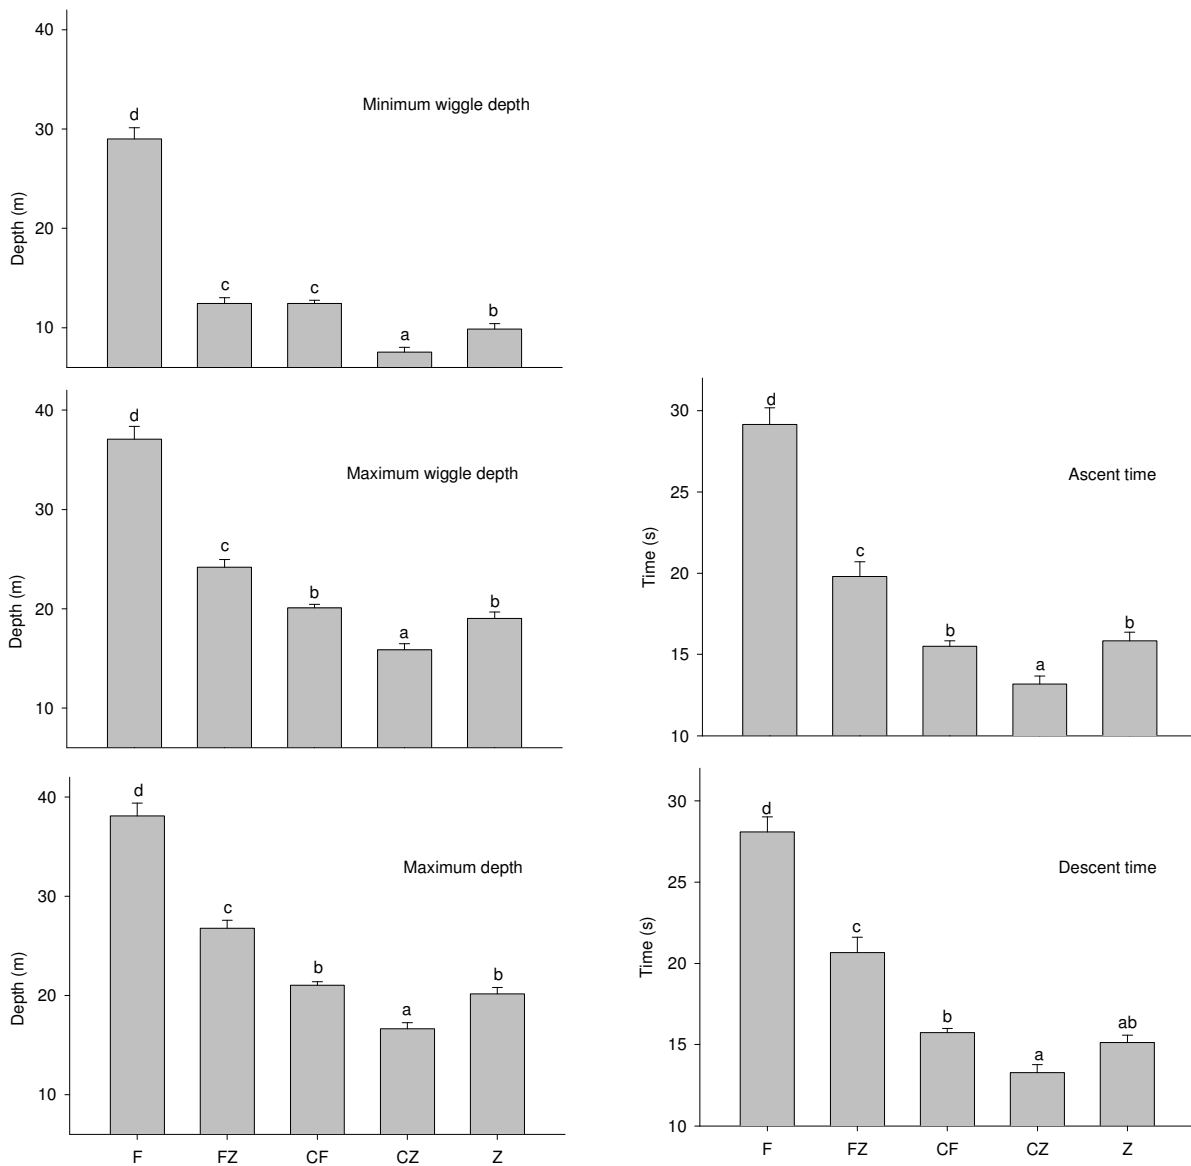 40
30
20
10
Depth (m)
Minimum wiggle depth
d
c
c
a
b
40
30
20
10
Depth (m)
Maximum wiggle depth
d
c
b
a
b
40
30
20
10
Depth (m)
Maximum depth
d
c
b
a
b
F FZ CF CZ Z
30
25
20
15
10
Time (s)
Ascent time
d
c
b
a
b
30
25
20
15
10
Time (s)
Descent time
d
c
b
a
ab
F FZ CF CZ Z